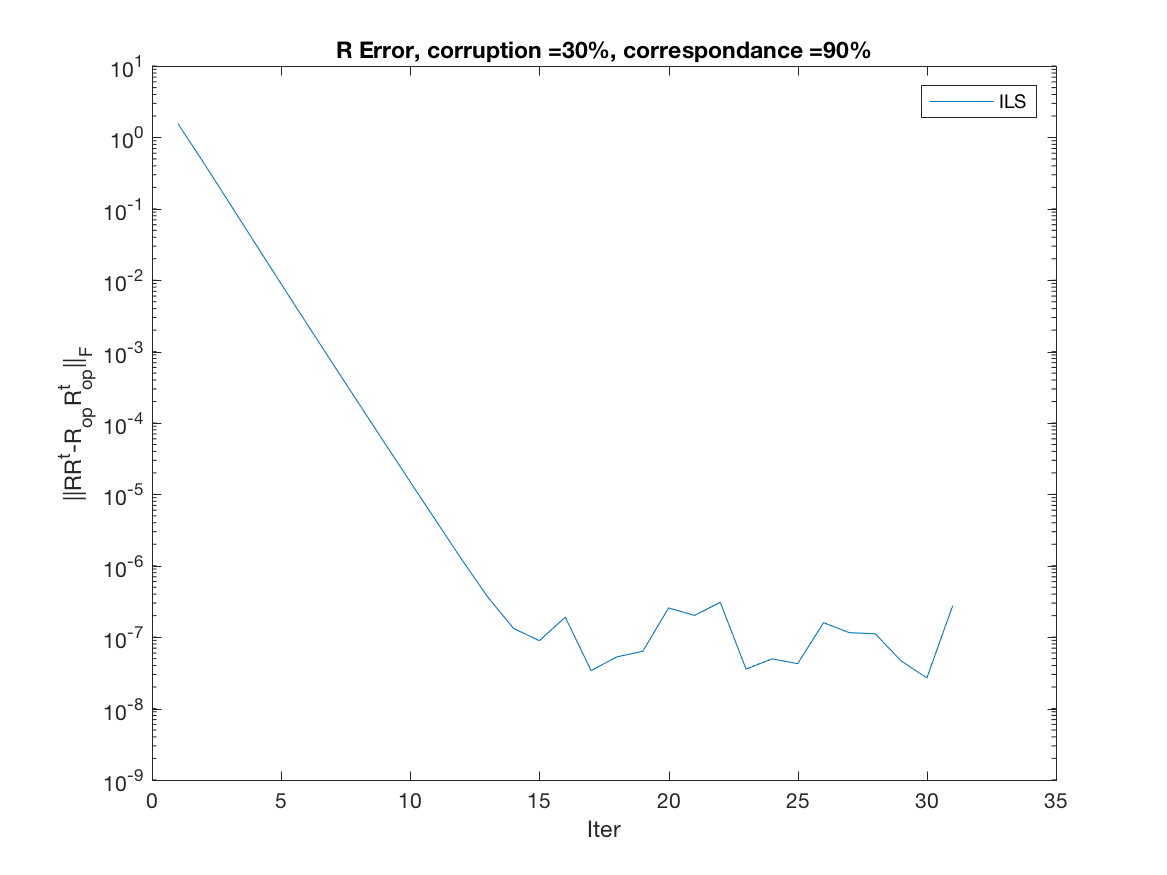 R Error, corruption =30%, correspondance =90%
ILS
10^1
10^0
10^-1
10^-2
10^-3
10^-4
10^-5
10^-6
10^-7
10^-8
10^-9
||RR^t-R_op R_op^t||_F
0 5 10 15 20 25 30 35
Iter